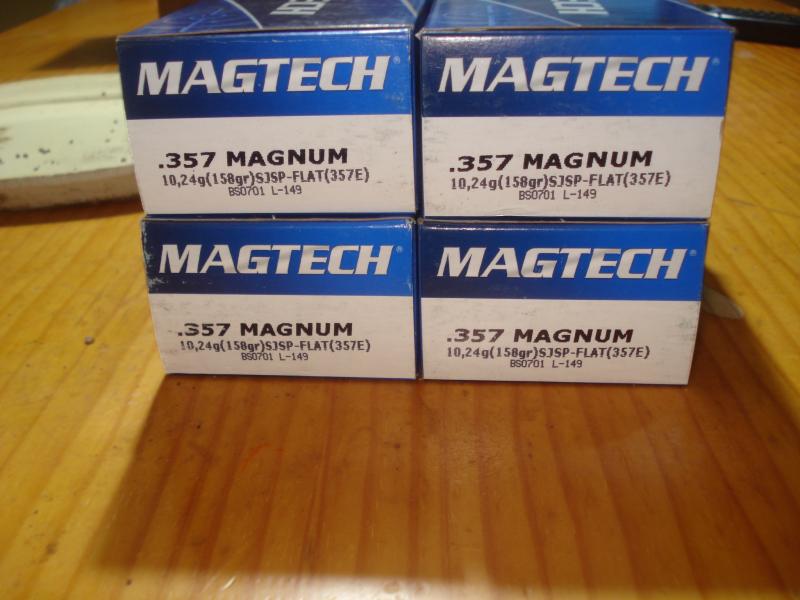 MAGTECH®
.357 MAGNUM
10,24g(158gr)SJSP-FLAT(357E)
BS0701 L-149
MAGTECH®
.357 MAGNUM
10,24g(158gr)SJSP-FLAT(357E)
BS0701 L-149
MAGTECH®
.357 MAGNUM
10,24g(158gr)SJSP-FLAT(357E)
BS0701 L-149
MAGTECH®
.357 MAGNUM
10,24g(158gr)SJSP-FLAT(357E)
BS0701 L-149